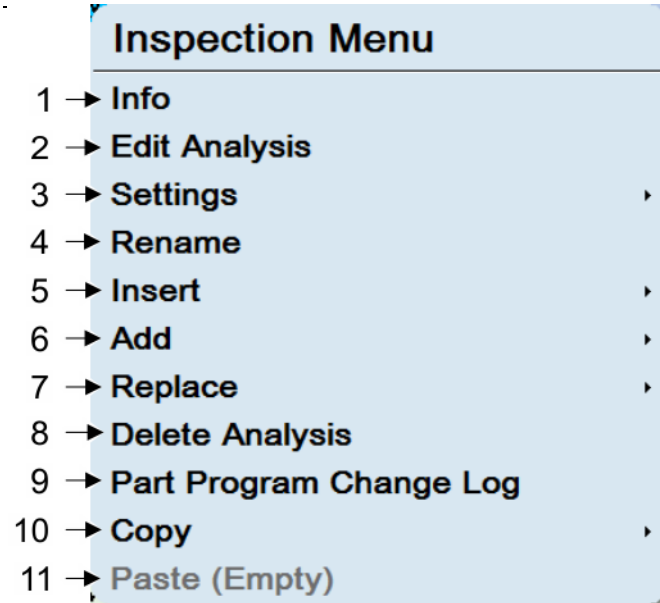 Inspection Menu
1 Info
2 Edit Analysis
3 Settings
4 Rename
5 Insert
6 Add
7 Replace
8 Delete Analysis
9 Part Program Change Log
10 Copy
11 Paste (Empty)